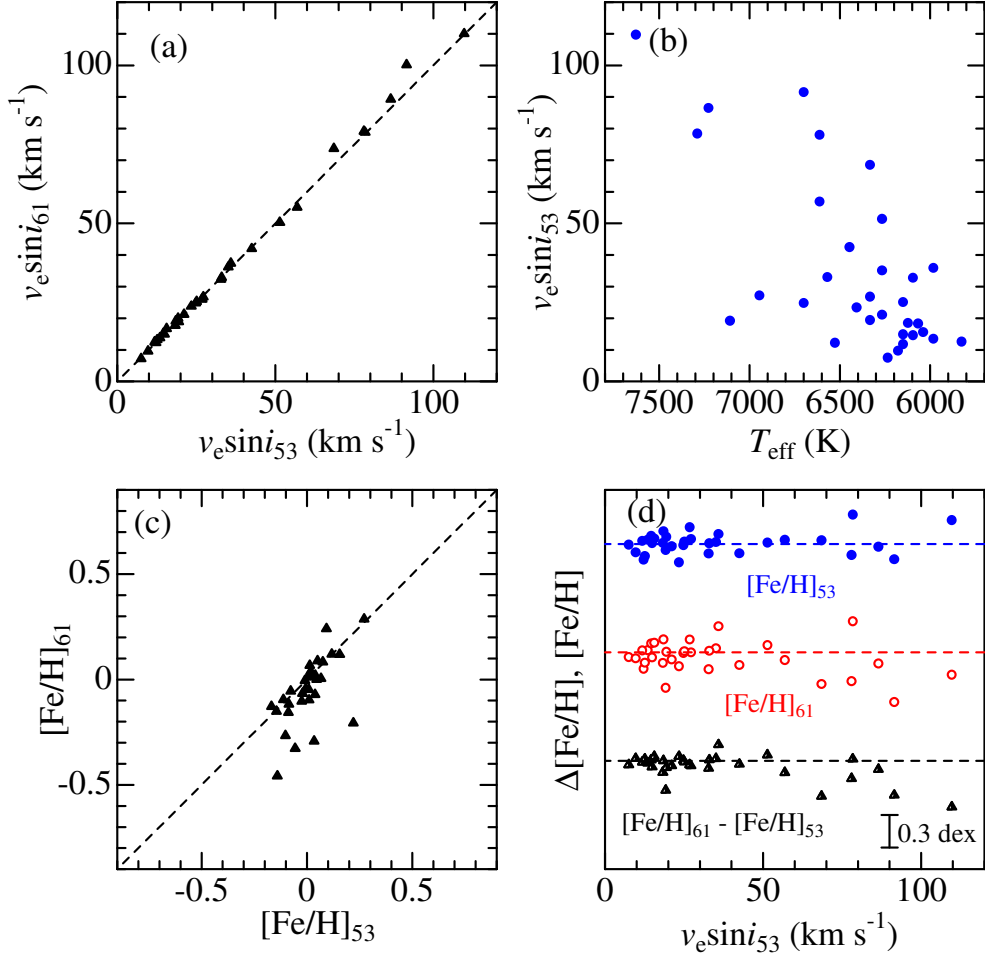 (a)
100
50
0
v_e sin i_61 (km s^-1)
0 50 100
v_e sin i_53 (km s^-1)
(b)
100
50
0
v_e sin i_53 (km s^-1)
7500 7000 6500 6000
T_eff (K)
(c)
0.5
0
-0.5
[Fe/H]_61
-0.5 0 0.5
[Fe/H]_53
(d)
[Fe/H]_53
[Fe/H]_61
[Fe/H]_61 - [Fe/H]_53
0.3 dex
Δ[Fe/H], [Fe/H]
0 50 100
v_e sin i_53 (km s^-1)